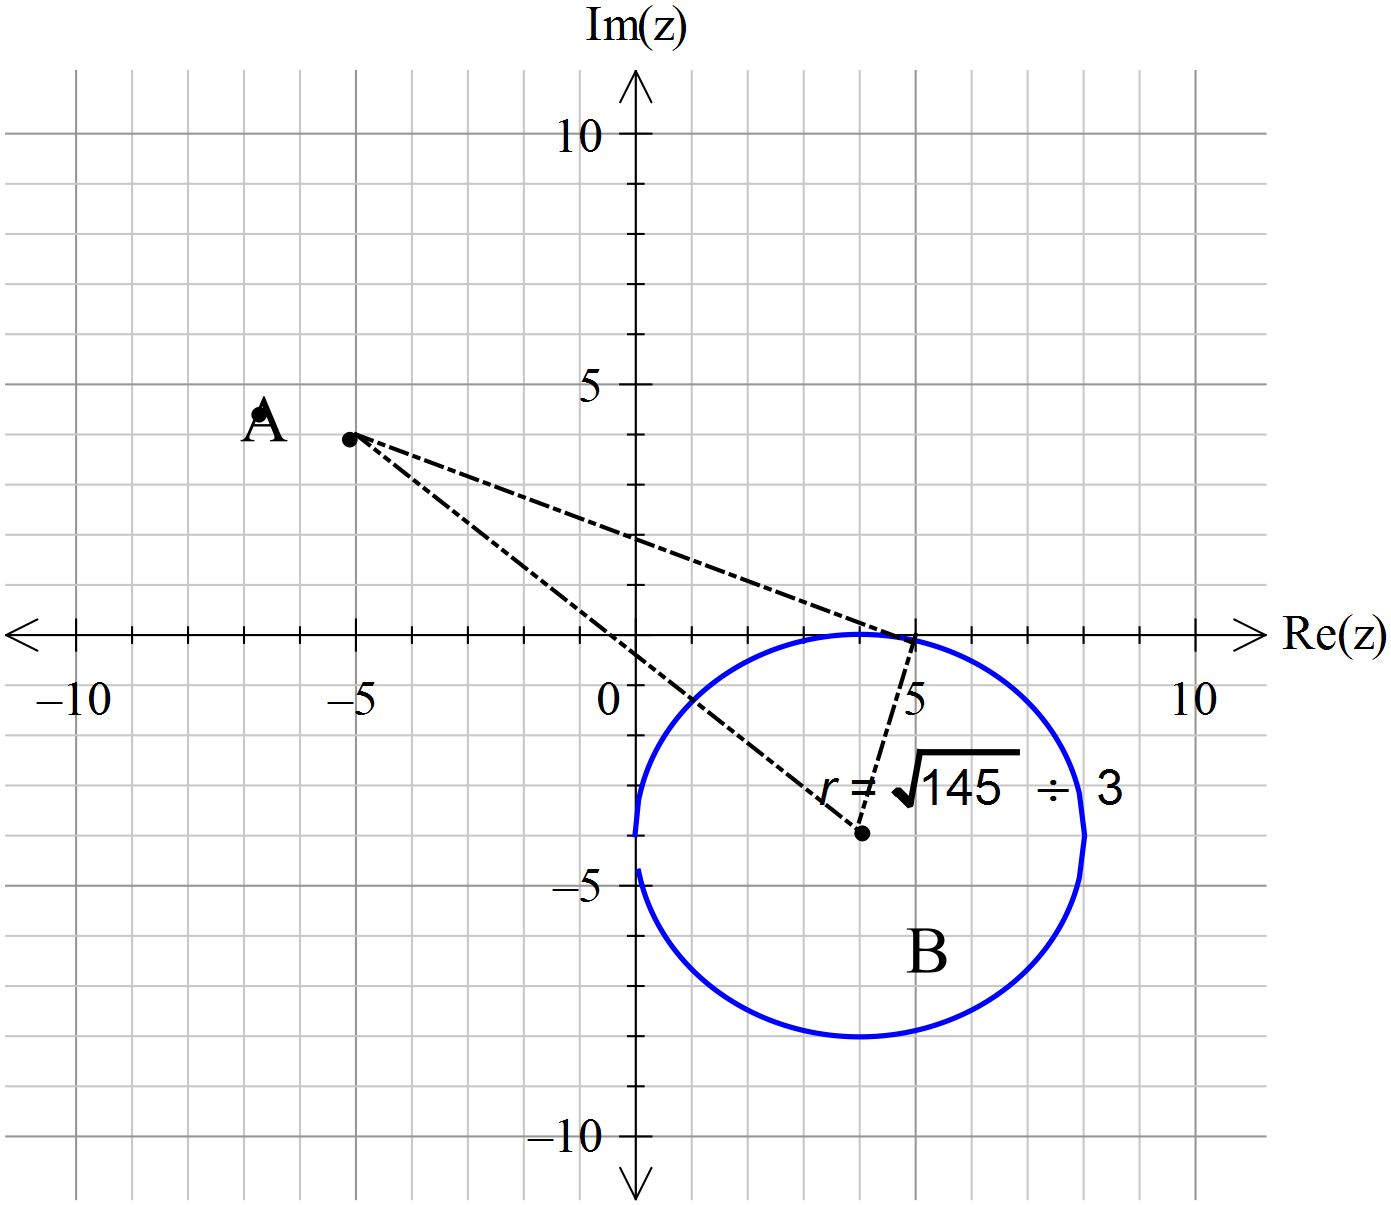 Im(z)
10
5
A
Re(z)
–10 –5 0 5 10
r = √145 ÷ 3
–5
B
–10